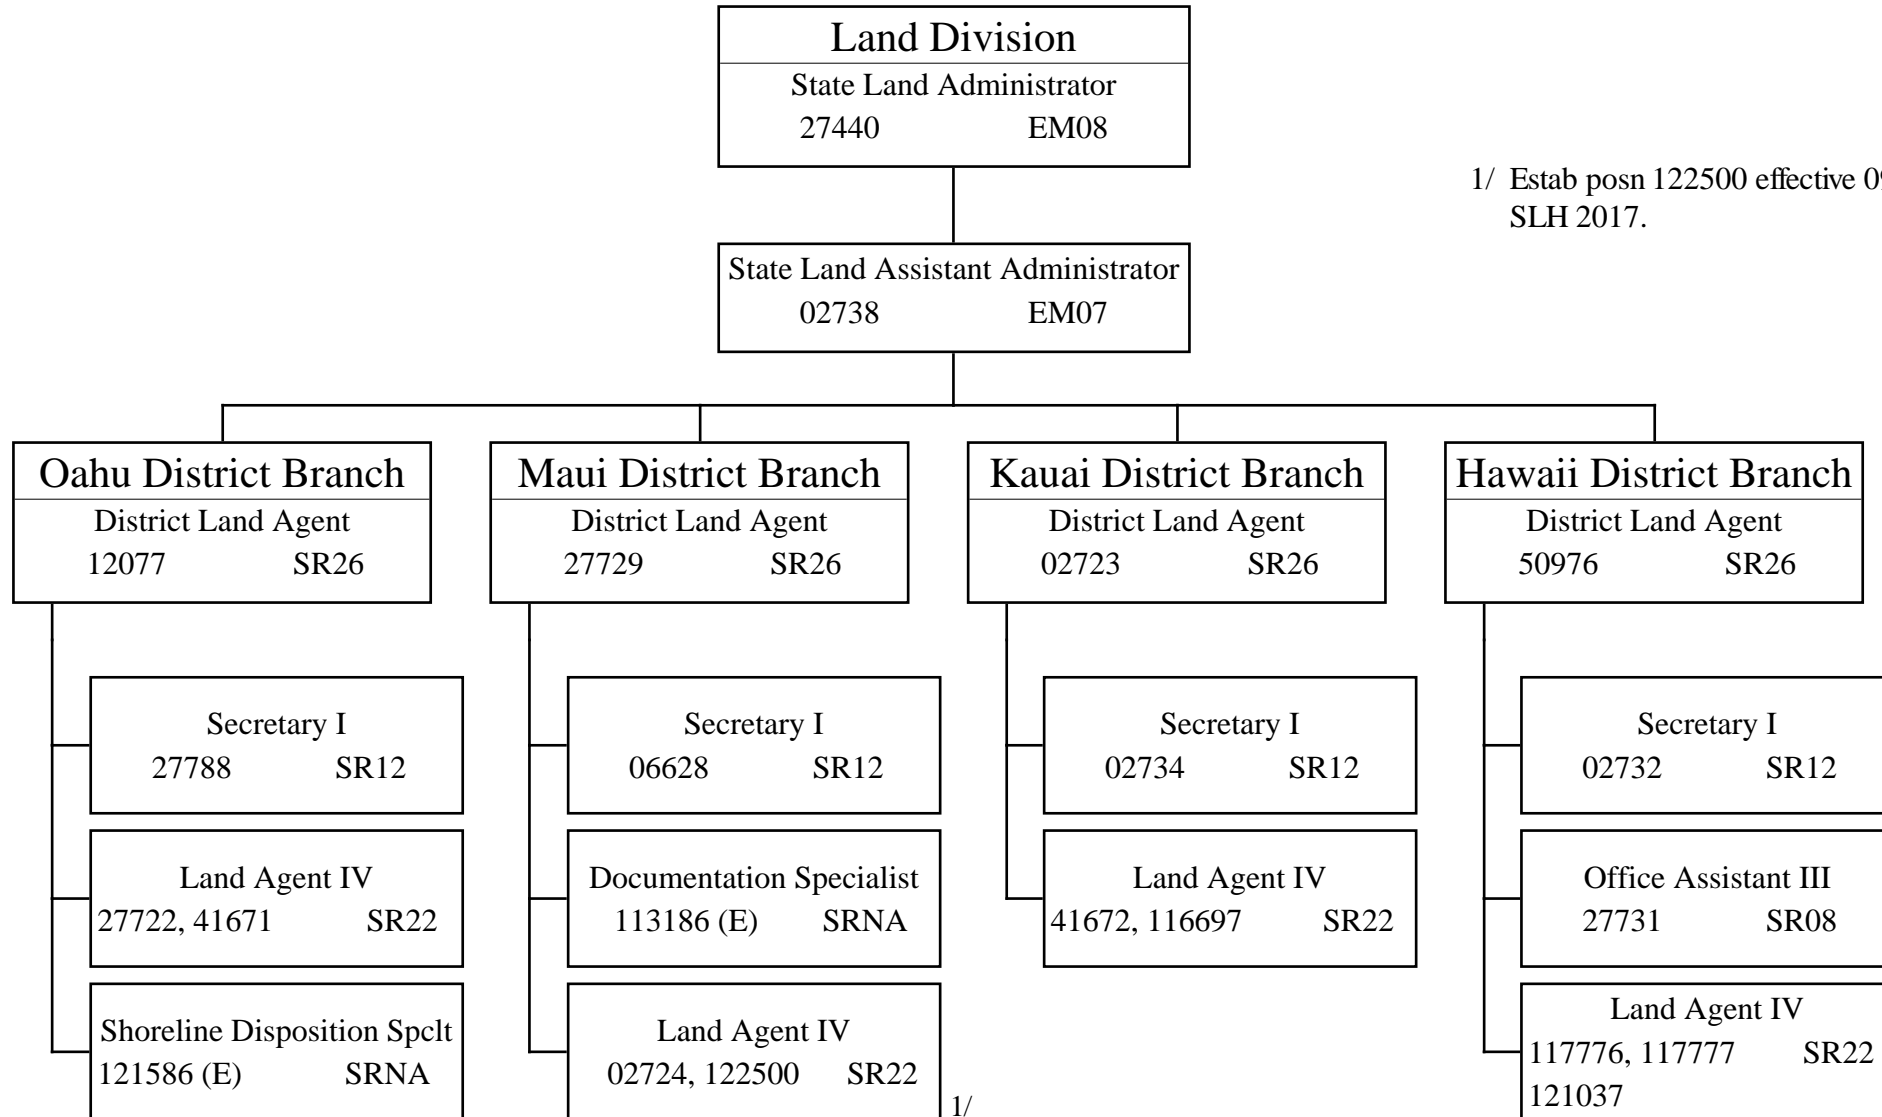 Land Division
State Land Administrator
27440 EM08
1/ Estab posn 122500 effective
SLH 2017.
State Land Assistant Administrator
02738 EM07
Oahu District Branch
District Land Agent
12077 SR26
Secretary I
27788 SR12
Land Agent IV
27722, 41671 SR22
Shoreline Disposition Spclt
121586 (E) SRNA
Maui District Branch
District Land Agent
27729 SR26
Secretary I
06628 SR12
Documentation Specialist
113186 (E) SRNA
Land Agent IV
02724, 122500 SR22
1/
Kauai District Branch
District Land Agent
02723 SR26
Secretary I
02734 SR12
Land Agent IV
41672, 116697 SR22
Hawaii District Branch
District Land Agent
50976 SR26
Secretary I
02732 SR12
Office Assistant III
27731 SR08
Land Agent IV
117776, 117777 SR22
121037